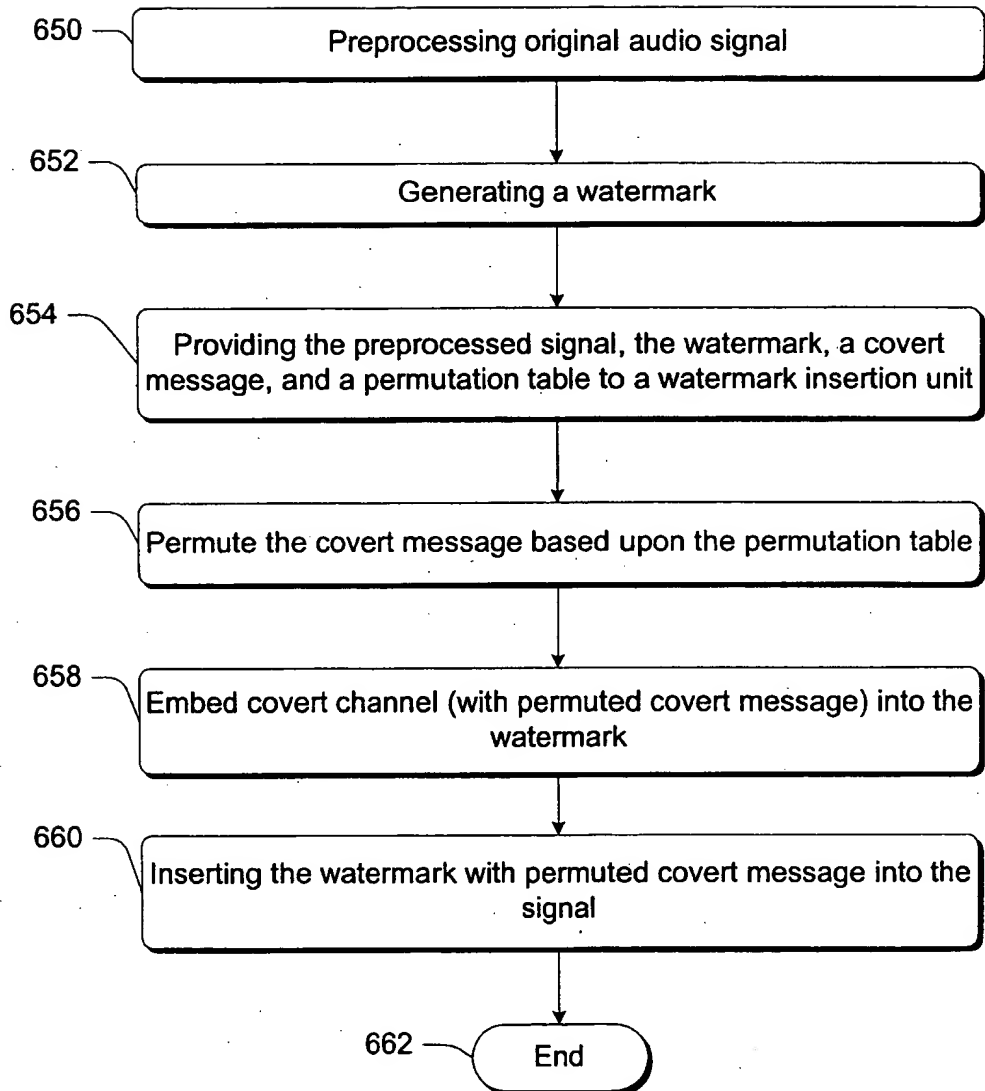 650
Preprocessing original audio signal
652
Generating a watermark
654
Providing the preprocessed signal, the watermark, a covert
message, and a permutation table to a watermark insertion unit
656
Permute the covert message based upon the permutation table
658
Embed covert channel (with permuted covert message) into the
watermark
660
Inserting the watermark with permuted covert message into the
signal
662
End